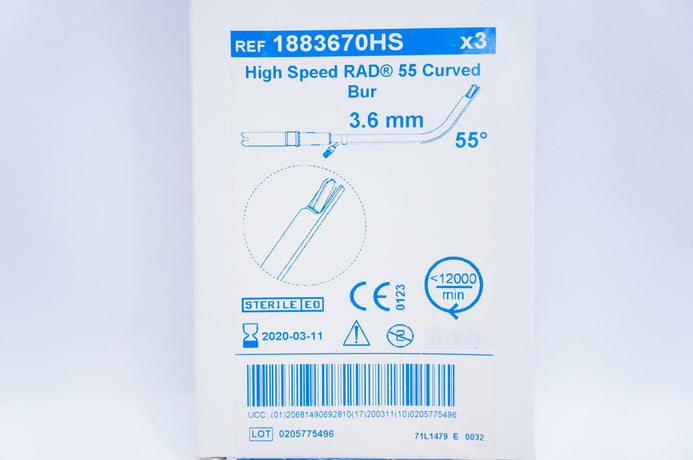 REF 1883670HS x3
High Speed RAD® 55 Curved
Bur
3.6 mm
55°
<12000
min
STERILE EO
CE 0123
2020-03-11
2
R Only
UCC: (01)20681490692810(17)200311(10)0205775496
LOT 0205775496
71L1479 E 0032